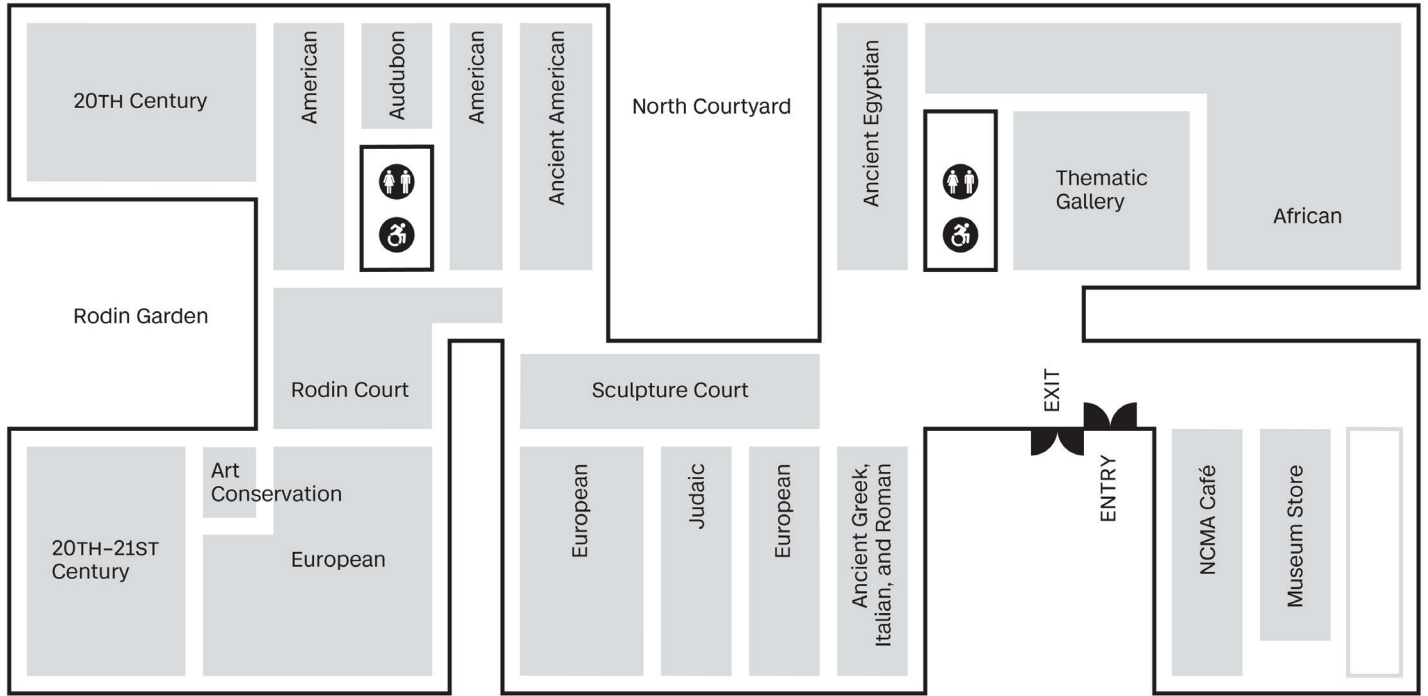 20TH Century
American
Audubon
American
Ancient American
North Courtyard
Ancient Egyptian
Thematic
Gallery
African
Rodin Garden
Rodin Court
Sculpture Court
EXIT
ENTRY
20TH–21ST
Century
Art
Conservation
European
European
Judaic
European
Ancient Greek,
Italian, and Roman
NCMA Café
Museum Store